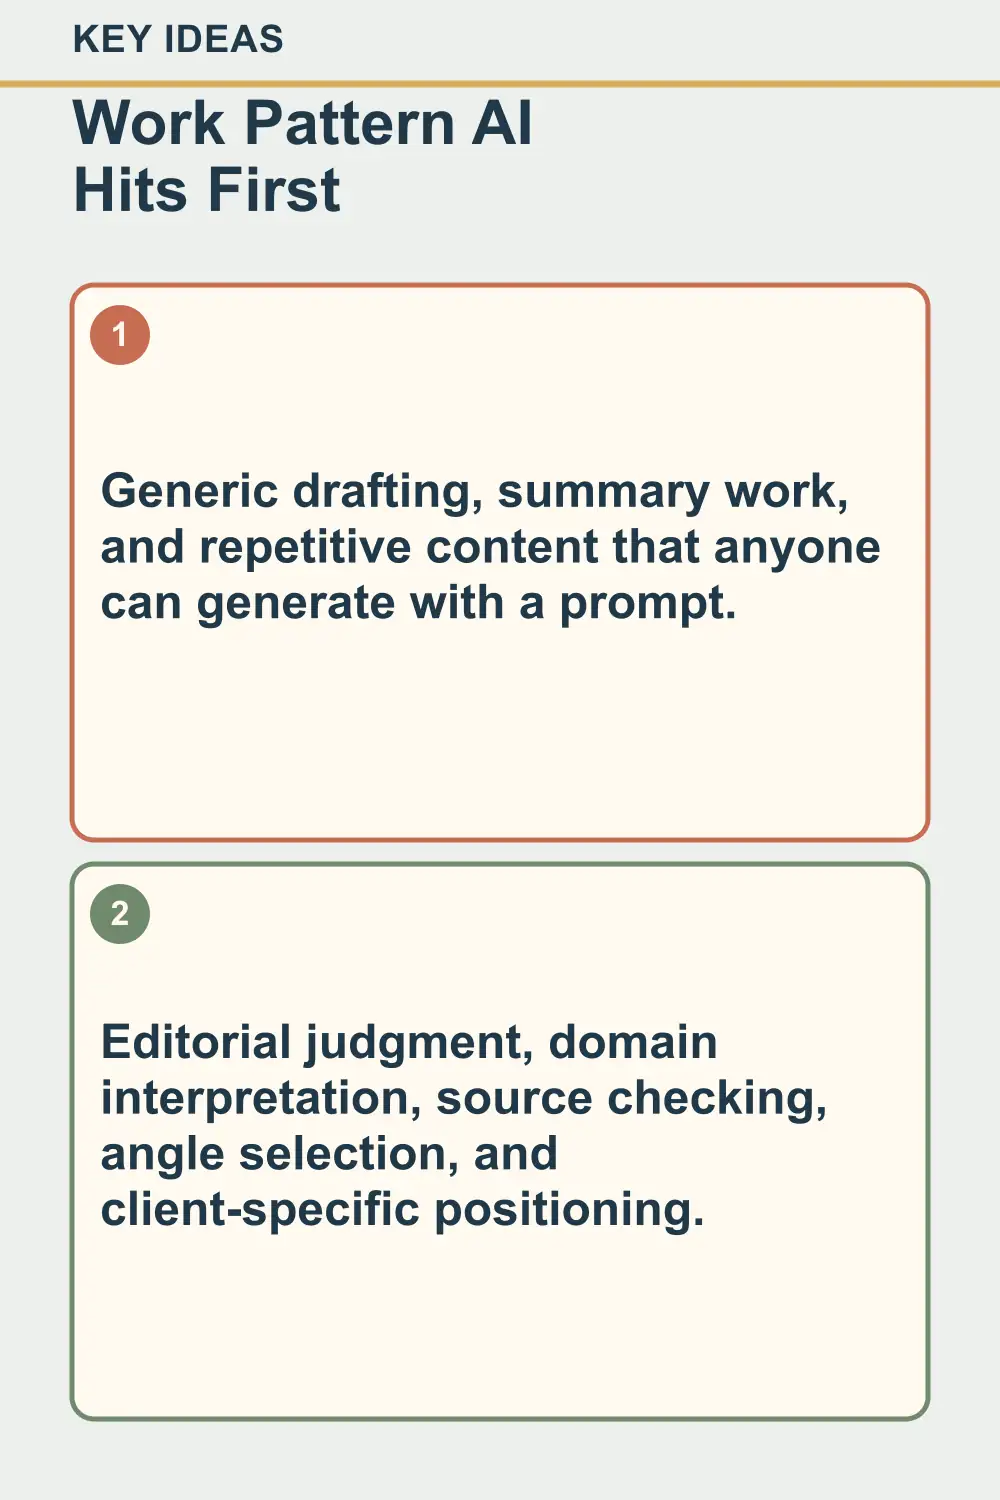 KEY IDEAS
Work Pattern AI
Hits First
1
Generic drafting, summary work,
and repetitive content that anyone
can generate with a prompt.
2
Editorial judgment, domain
interpretation, source checking,
angle selection, and
client-specific positioning.